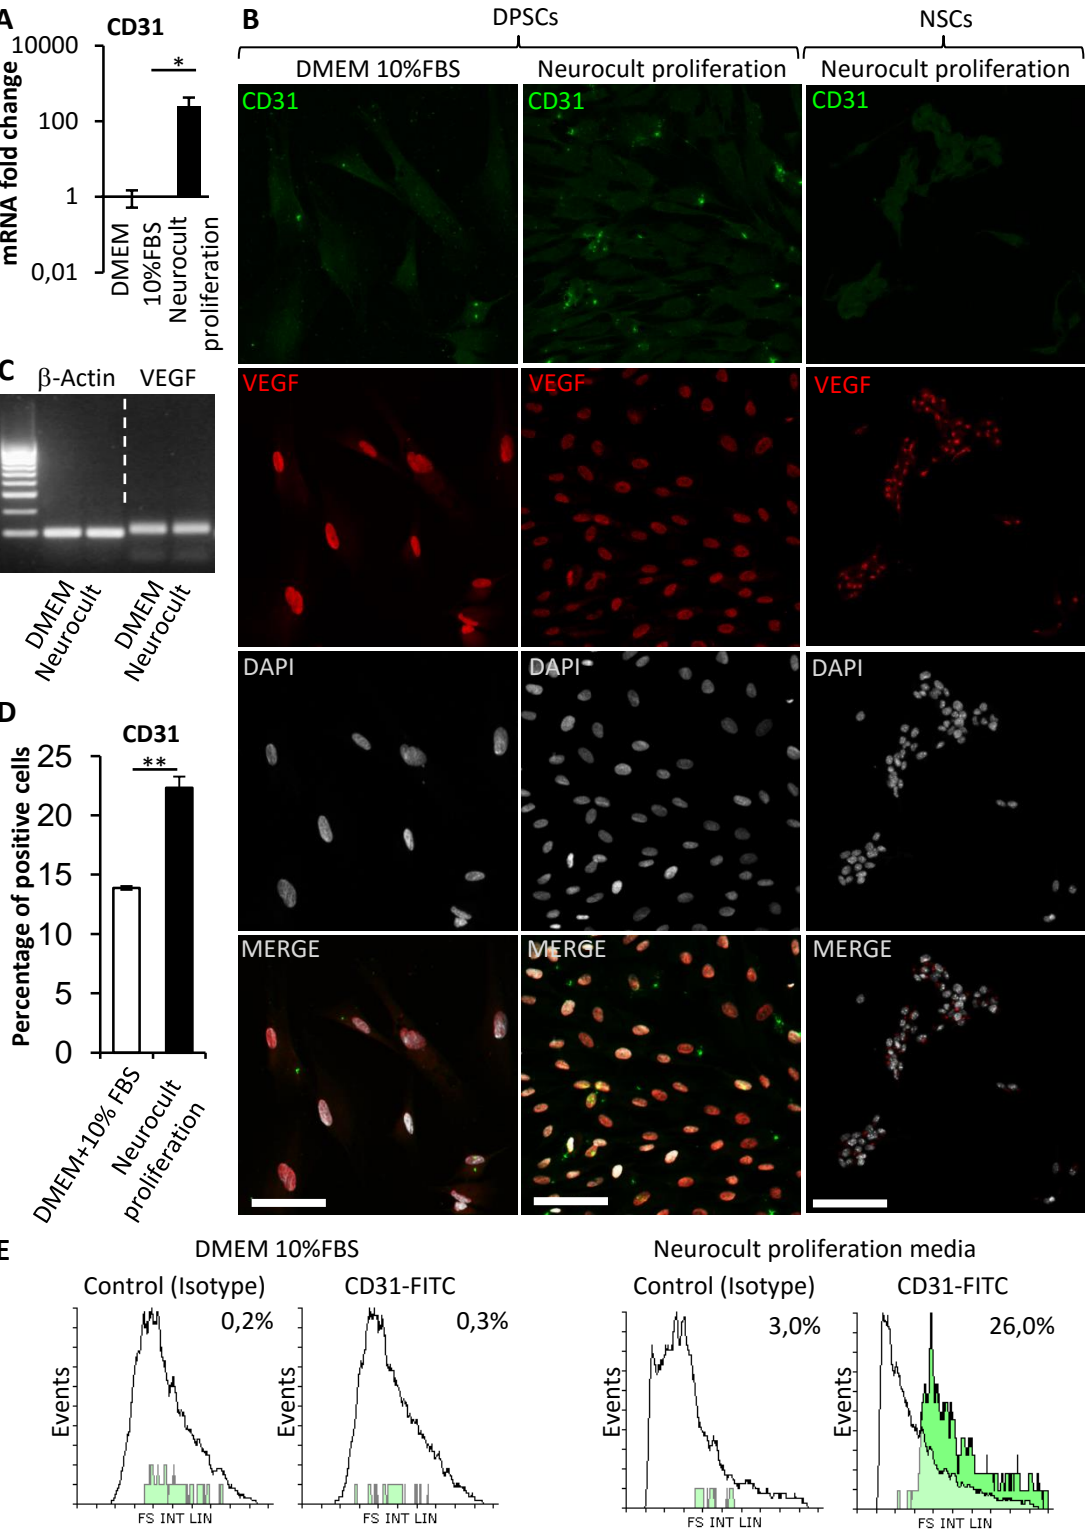 A
CD31
10000
100
1
0,01
mRNA fold change
*
DMEM
10%FBS
Neurocult
proliferation
B
DPSCs
NSCs
DMEM 10%FBS
Neurocult proliferation
Neurocult proliferation
CD31
CD31
CD31
VEGF
VEGF
VEGF
DAPI
DAPI
DAPI
MERGE
MERGE
MERGE
C
β-Actin
VEGF
DMEM
Neurocult
DMEM
Neurocult
D
CD31
**
25
20
15
10
5
0
Percentage of positive cells
DMEM+10% FBS
Neurocult
proliferation
E
DMEM 10%FBS
Neurocult proliferation media
Control (Isotype)
CD31-FITC
Control (Isotype)
CD31-FITC
0,2%
0,3%
3,0%
26,0%
Events
Events
Events
Events
FS INT LIN
FS INT LIN
FS INT LIN
FS INT LIN